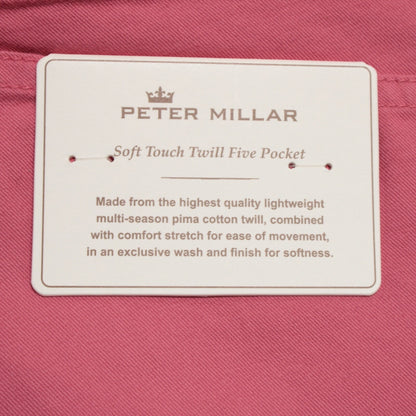 PETER MILLAR
Soft Touch Twill Five Pocket
Made from the highest quality lightweight
multi-season pima cotton twill, combined
with comfort stretch for ease of movement,
in an exclusive wash and finish for softness.